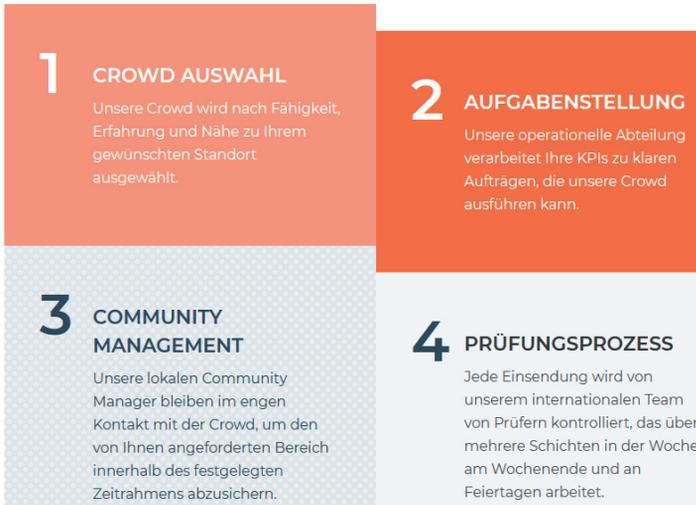 1
CROWD AUSWAHL
Unsere Crowd wird nach Fähigkeit,
Erfahrung und Nähe zu Ihrem
gewünschten Standort
ausgewählt.
2
AUFGABENSTELLUNG
Unsere operationelle Abteilung
verarbeitet Ihre KPIs zu klaren
Aufträgen, die unsere Crowd
ausführen kann.
3
COMMUNITY
MANAGEMENT
Unsere lokalen Community
Manager bleiben im engen
Kontakt mit der Crowd, um den
von Ihnen angeforderten Bereich
innerhalb des festgelegten
Zeitrahmens abzusichern.
4
PRÜFUNGSPROZESS
Jede Einsendung wird von
unserem internationalen Team
von Prüfern kontrolliert, das über
mehrere Schichten in der Woche
am Wochenende und an
Feiertagen arbeitet.